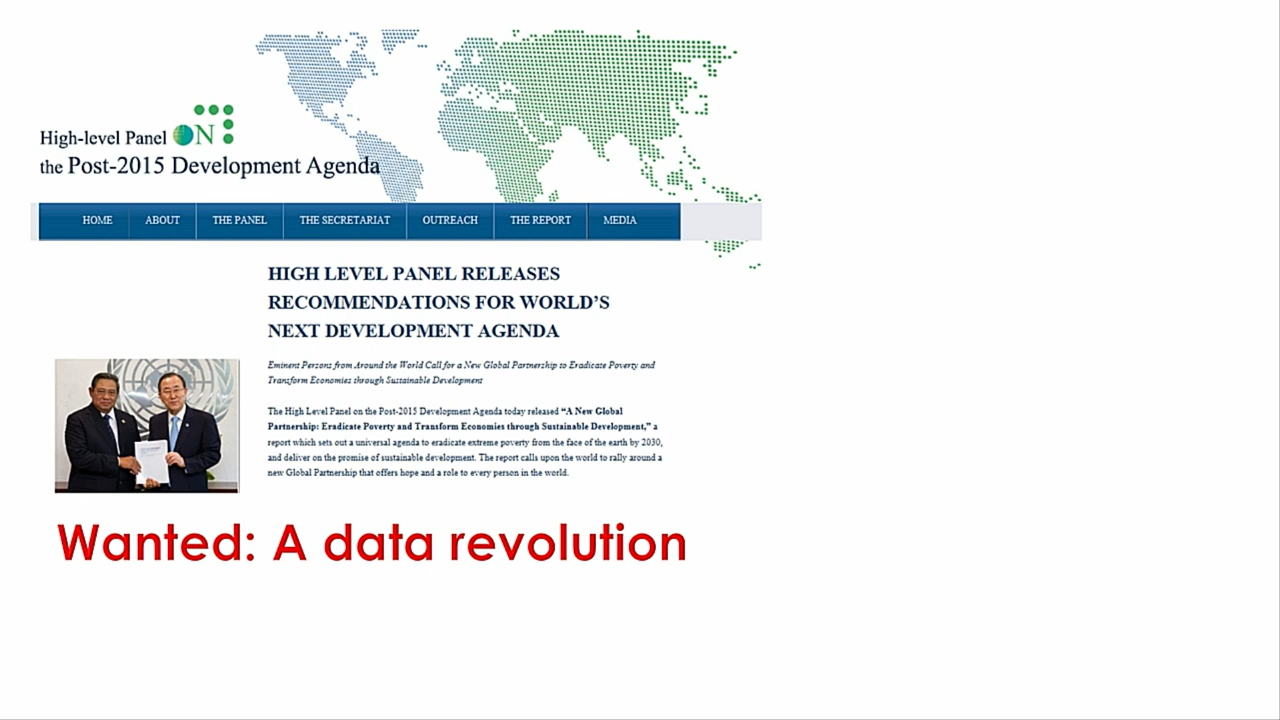 High-level Panel ON
the Post-2015 Development Agenda
HOME ABOUT THE PANEL THE SECRETARIAT OUTREACH THE REPORT MEDIA
HIGH LEVEL PANEL RELEASES
RECOMMENDATIONS FOR WORLD'S
NEXT DEVELOPMENT AGENDA
Eminent Persons from Around the World Call for a New Global Partnership to Eradicate Poverty and
Transform Economies through Sustainable Development
The High Level Panel on the Post-2015 Development Agenda today released “A New Global
Partnership: Eradicate Poverty and Transform Economies through Sustainable Development,” a
report which sets out a universal agenda to eradicate extreme poverty from the face of the earth by 2030,
and deliver on the promise of sustainable development. The report calls upon the world to rally around a
new Global Partnership that offers hope and a role to every person in the world.
Wanted: A data revolution